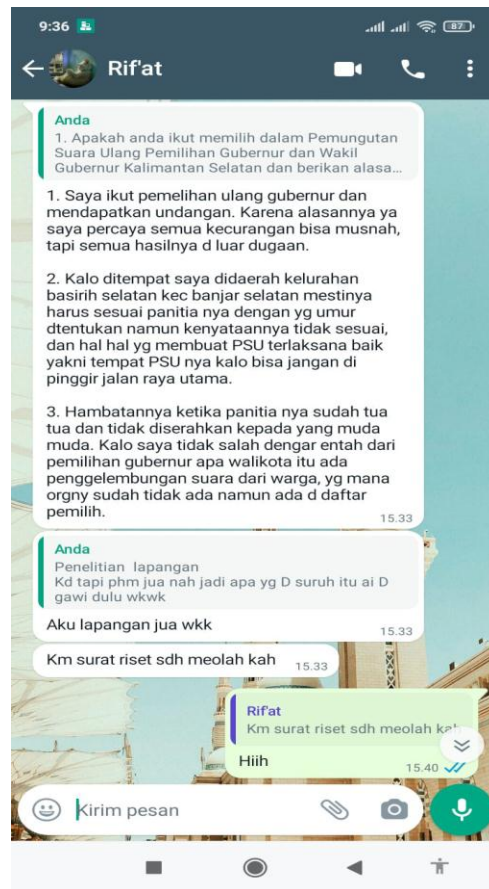 9:36
87
Rif'at
Anda
1. Apakah anda ikut memilih dalam Pemungutan
Suara Ulang Pemilihan Gubernur dan Wakil
Gubernur Kalimantan Selatan dan berikan alasa...
1. Saya ikut pemelihan ulang gubernur dan
mendapatkan undangan. Karena alasannya ya
saya percaya semua kecurangan bisa musnah,
tapi semua hasilnya d luar dugaan.
2. Kalo ditempat saya didaerah kelurahan
basirih selatan kec banjar selatan mestinya
harus sesuai panitia nya dengan yg umur
dtentukan namun kenyataannya tidak sesuai,
dan hal hal yg membuat PSU terlaksana baik
yakni tempat PSU nya kalo bisa jangan di
pinggir jalan raya utama.
3. Hambatannya ketika panitia nya sudah tua
tua dan tidak diserahkan kepada yang muda
muda. Kalo saya tidak salah dengar entah dari
pemilihan gubernur apa walikota itu ada
penggelembungan suara dari warga, yg mana
orgny sudah tidak ada namun ada d daftar
pemilih.
15.33
Anda
Penelitian lapangan
Kd tapi phm jua nah jadi apa yg D suruh itu ai D
gawi dulu wkwk
Aku lapangan jua wkk
15.33
Km surat riset sdh meolah kah
15.33
Rif'at
Km surat riset sdh meolah kah
Hiih
15.40
Kirim pesan